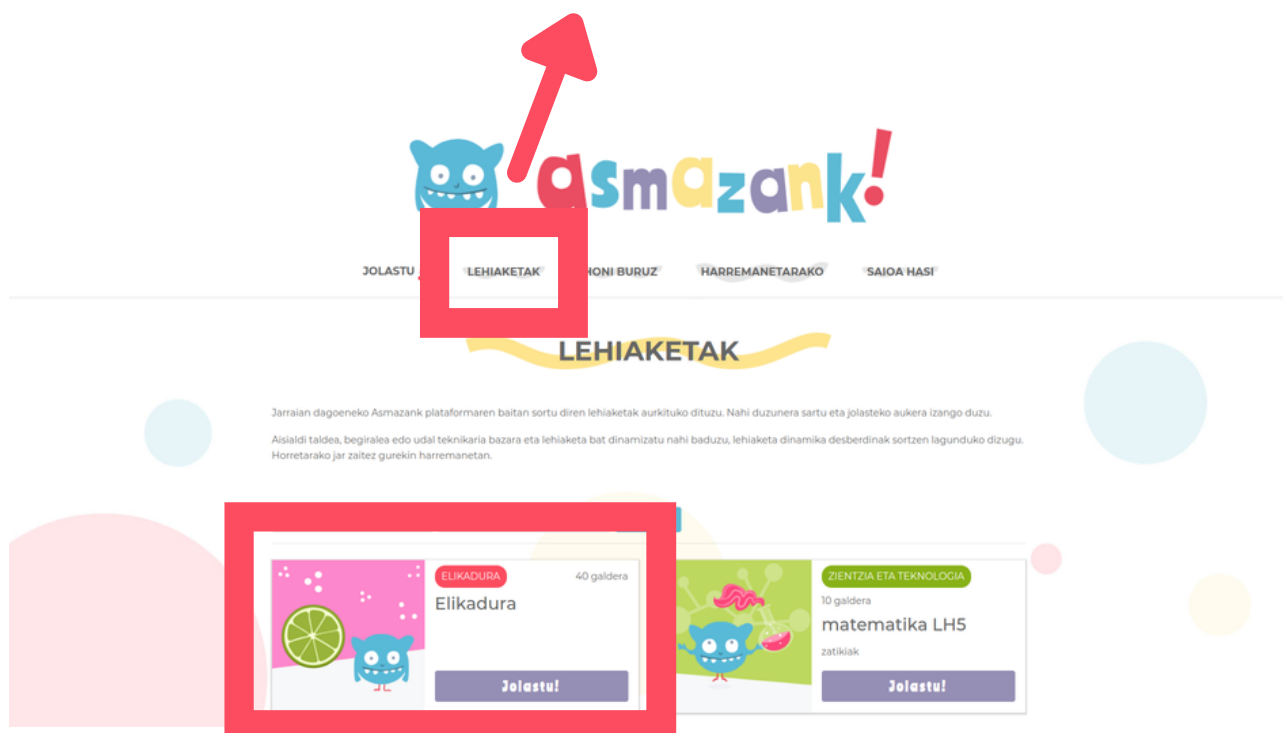 asmazank!
JOLASTU
LEHIAKETAK
HONI BURUZ
HARREMANETARAKO
SAIOA HASI
LEHIAKETAK
Jarraian dagoeneko Asmazank plataformaren baitan sortu diren lehiaketak aurkituko dituzu. Nahi duzunera sartu eta jolasteko aukera izango duzu.
Aisialdi taldea, begiralea edo udal teknikaria bazara eta lehiaketa bat dinamizatu nahi baduzu, lehiaketa dinamika desberdinak sortzen lagunduko dizugu.
Horretarako jar zaitez gurekin harremanetan.
ELIKADURA
40 galdera
Elikadura
Jolastu!
ZIENTZIA ETA TEKNOLOGIA
10 galdera
matematika LH5
zatikiak
Jolastu!